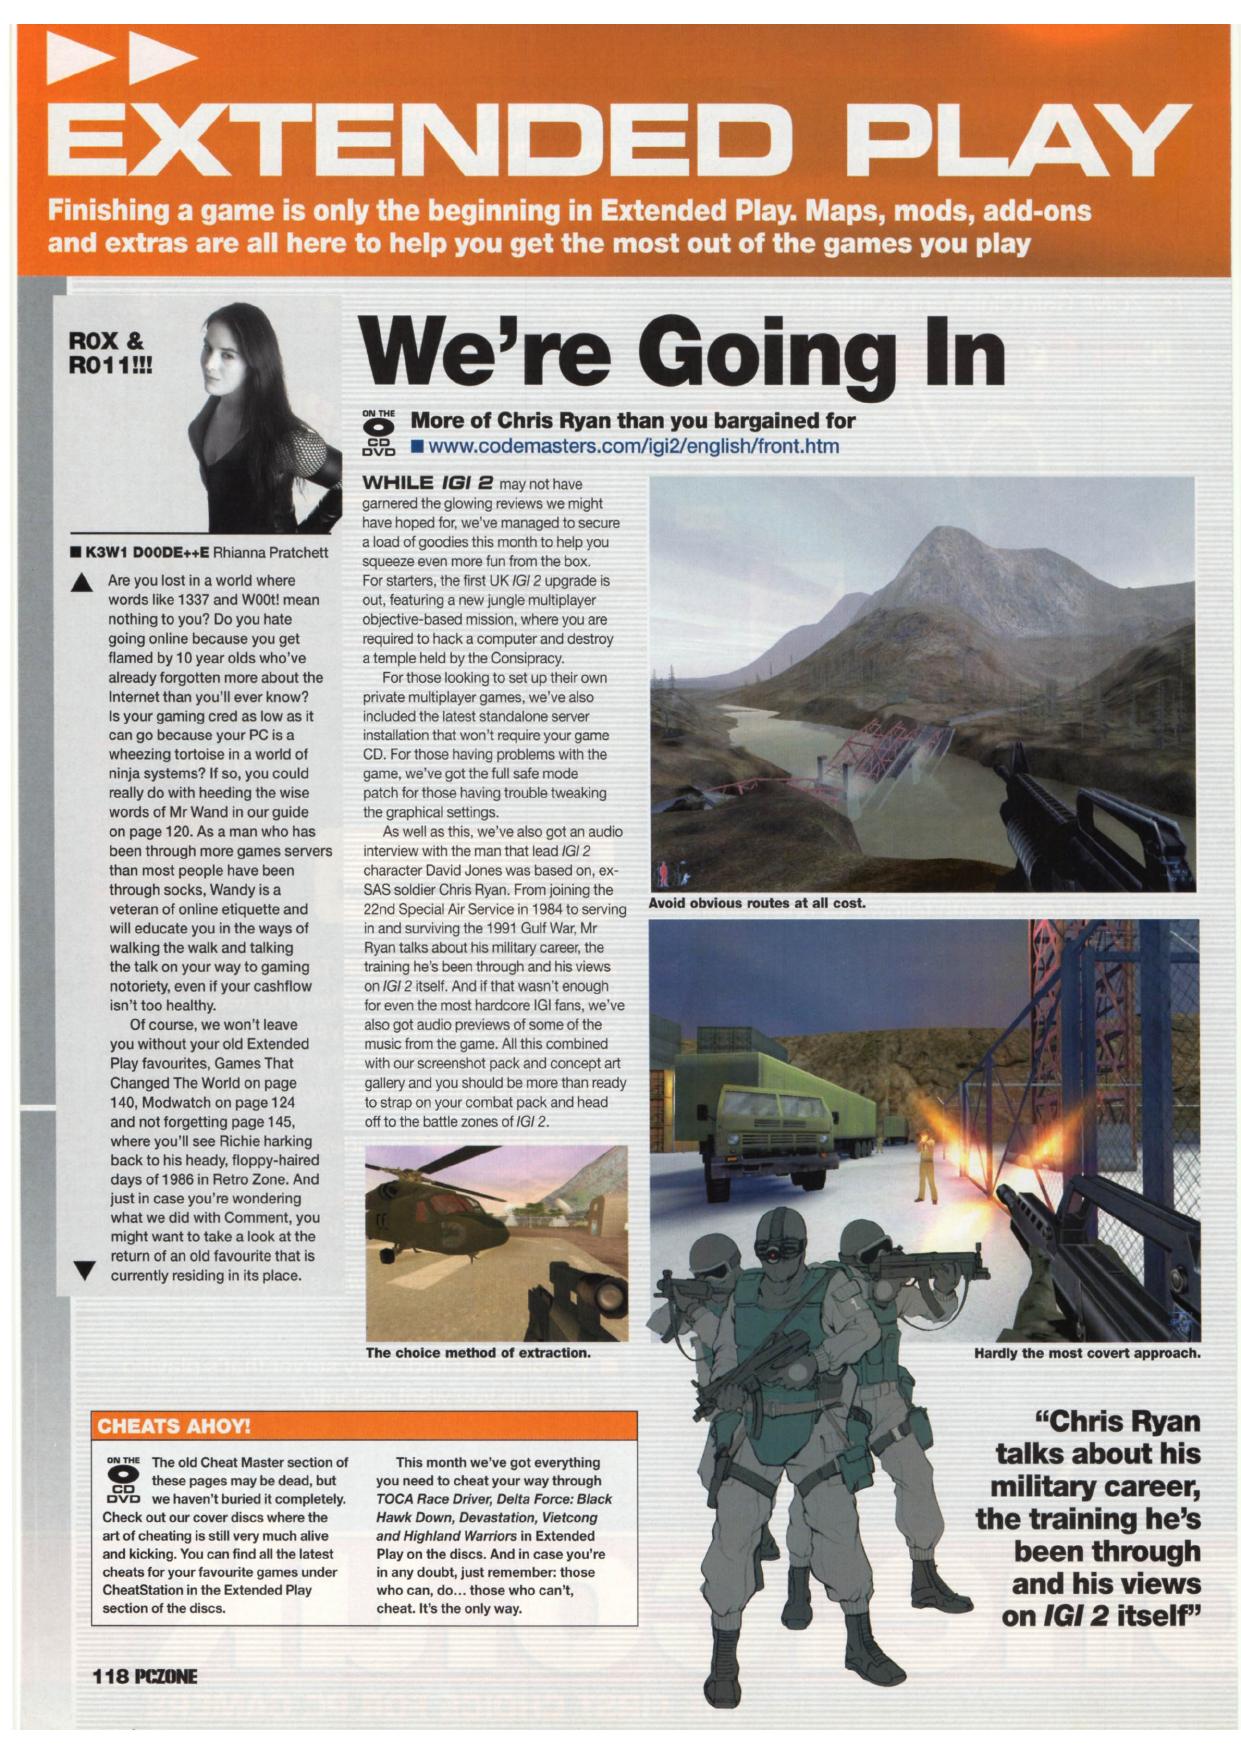 EXTENDED PLAY
Finishing a game is only the beginning in Extended Play. Maps, mods, add-ons
and extras are all here to help you get the most out of the games you play
R0X &
R011!!!
■ K3W1 D00DE++E Rhianna Pratchett
Are you lost in a world where
words like 1337 and W00t! mean
nothing to you? Do you hate
going online because you get
flamed by 10 year olds who've
already forgotten more about the
Internet than you'll ever know?
Is your gaming cred as low as it
can go because your PC is a
wheezing tortoise in a world of
ninja systems? If so, you could
really do with heeding the wise
words of Mr Wand in our guide
on page 120. As a man who has
been through more games servers
than most people have been
through socks, Wandy is a
veteran of online etiquette and
will educate you in the ways of
walking the walk and talking
the talk on your way to gaming
notoriety, even if your cashflow
isn't too healthy.
Of course, we won't leave
you without your old Extended
Play favourites, Games That
Changed The World on page
140, Modwatch on page 124
and not forgetting page 145,
where you'll see Richie harking
back to his heady, floppy-haired
days of 1986 in Retro Zone. And
just in case you're wondering
what we did with Comment, you
might want to take a look at the
return of an old favourite that is
currently residing in its place.
We're Going In
ON THE
CD
DVD
More of Chris Ryan than you bargained for
■ www.codemasters.com/igi2/english/front.htm
WHILE IGI 2 may not have
garnered the glowing reviews we might
have hoped for, we've managed to secure
a load of goodies this month to help you
squeeze even more fun from the box.
For starters, the first UK IGI 2 upgrade is
out, featuring a new jungle multiplayer
objective-based mission, where you are
required to hack a computer and destroy
a temple held by the Consipracy.
For those looking to set up their own
private multiplayer games, we've also
included the latest standalone server
installation that won't require your game
CD. For those having problems with the
game, we've got the full safe mode
patch for those having trouble tweaking
the graphical settings.
As well as this, we've also got an audio
interview with the man that lead IGI 2
character David Jones was based on, ex-
SAS soldier Chris Ryan. From joining the
22nd Special Air Service in 1984 to serving
in and surviving the 1991 Gulf War, Mr
Ryan talks about his military career, the
training he's been through and his views
on IGI 2 itself. And if that wasn't enough
for even the most hardcore IGI fans, we've
also got audio previews of some of the
music from the game. All this combined
with our screenshot pack and concept art
gallery and you should be more than ready
to strap on your combat pack and head
off to the battle zones of IGI 2.
Avoid obvious routes at all cost.
The choice method of extraction.
Hardly the most covert approach.
"Chris Ryan
talks about his
military career,
the training he's
been through
and his views
on IGI 2 itself"
CHEATS AHOY!
ON THE
CD
DVD
The old Cheat Master section of
these pages may be dead, but
we haven't buried it completely.
Check out our cover discs where the
art of cheating is still very much alive
and kicking. You can find all the latest
cheats for your favourite games under
CheatStation in the Extended Play
section of the discs.
This month we've got everything
you need to cheat your way through
TOCA Race Driver, Delta Force: Black
Hawk Down, Devastation, Vietcong
and Highland Warriors in Extended
Play on the discs. And in case you're
in any doubt, just remember: those
who can, do... those who can't,
cheat. It's the only way.
118 PCZONE